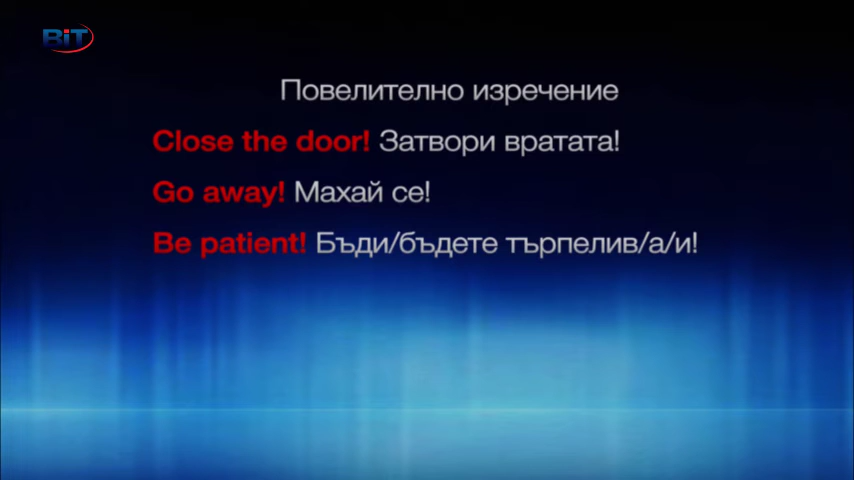 BiT
Повелително изречение
Close the door! Затвори вратата!
Go away! Махай се!
Be patient! Бъди/бъдете търпелив/а/и!